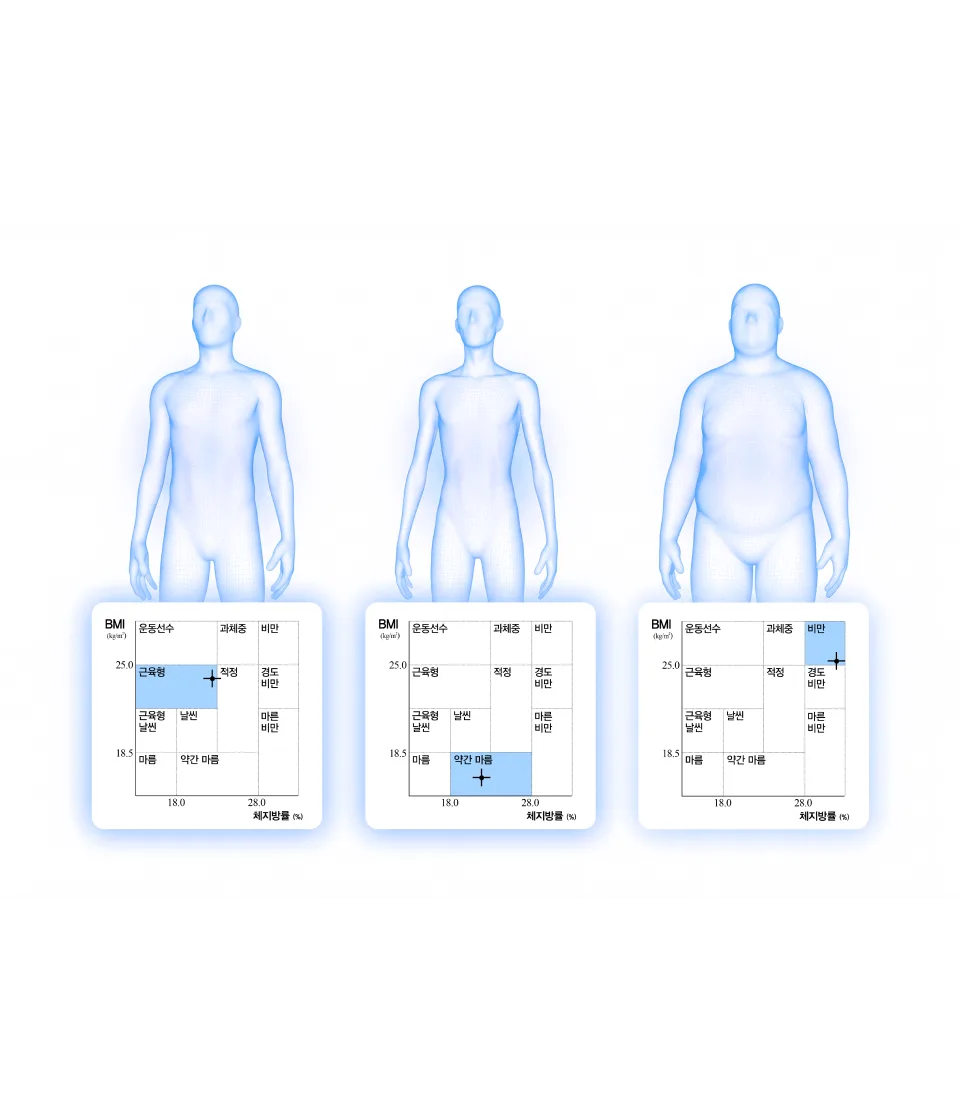 BMI
(kg/m²)
운동선수 과체중 비만
25.0
근육형 적정 경도
비만
근육형 날씬 마른
날씬 비만
18.5
마름 약간 마름
18.0 28.0
체지방률 (%)
BMI
(kg/m²)
운동선수 과체중 비만
25.0
근육형 적정 경도
비만
근육형 날씬 마른
날씬 비만
18.5
마름 약간 마름
18.0 28.0
체지방률 (%)
BMI
(kg/m²)
운동선수 과체중 비만
25.0
근육형 적정 경도
비만
근육형 날씬 마른
날씬 비만
18.5
마름 약간 마름
18.0 28.0
체지방률 (%)